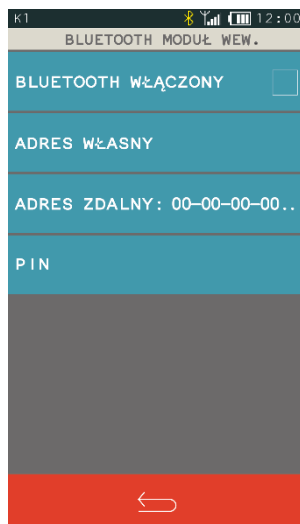 K1 12:00
BLUETOOTH MODUŁ WEW.
BLUETOOTH WŁĄCZONY
ADRES WŁASNY
ADRES ZDALNY: 00-00-00-00..
PIN